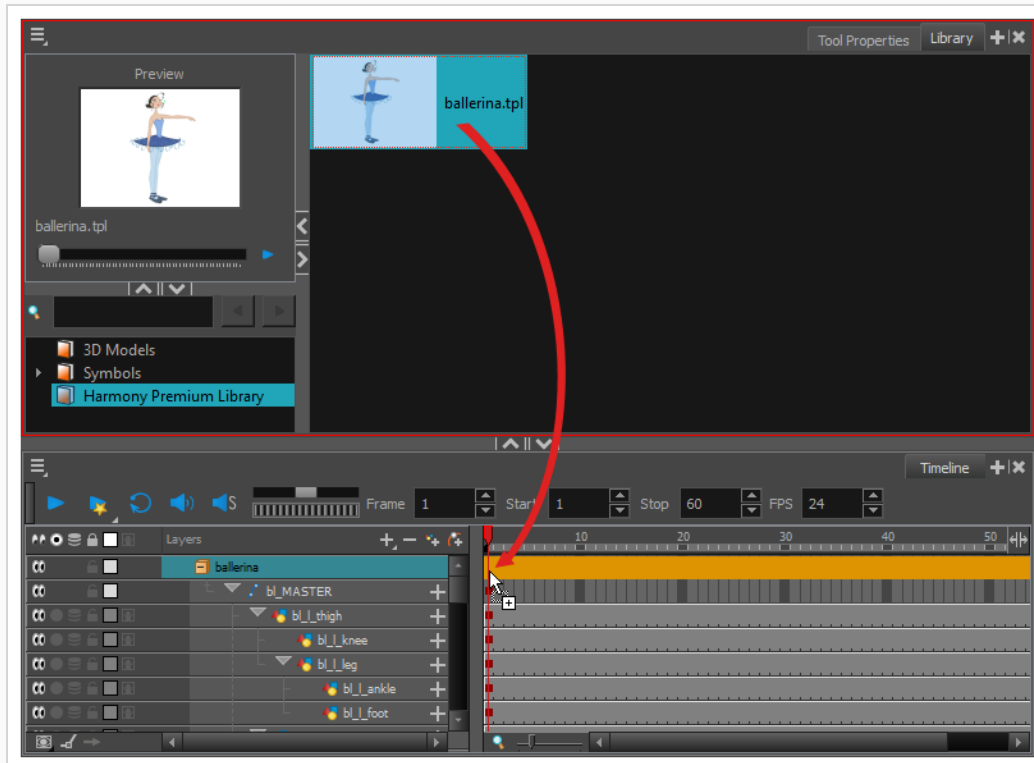 Tool Properties Library
Preview
ballerina.tpl
ballerina.tpl
3D Models
Symbols
Harmony Premium Library
Timeline
S Frame 1 Start 1 Stop 60 FPS 24
Layers 10 20 30 40 50
ballerina
bl_MASTER
bl_l_thigh
bl_l_knee
bl_l_leg
bl_l_ankle
bl_l_foot